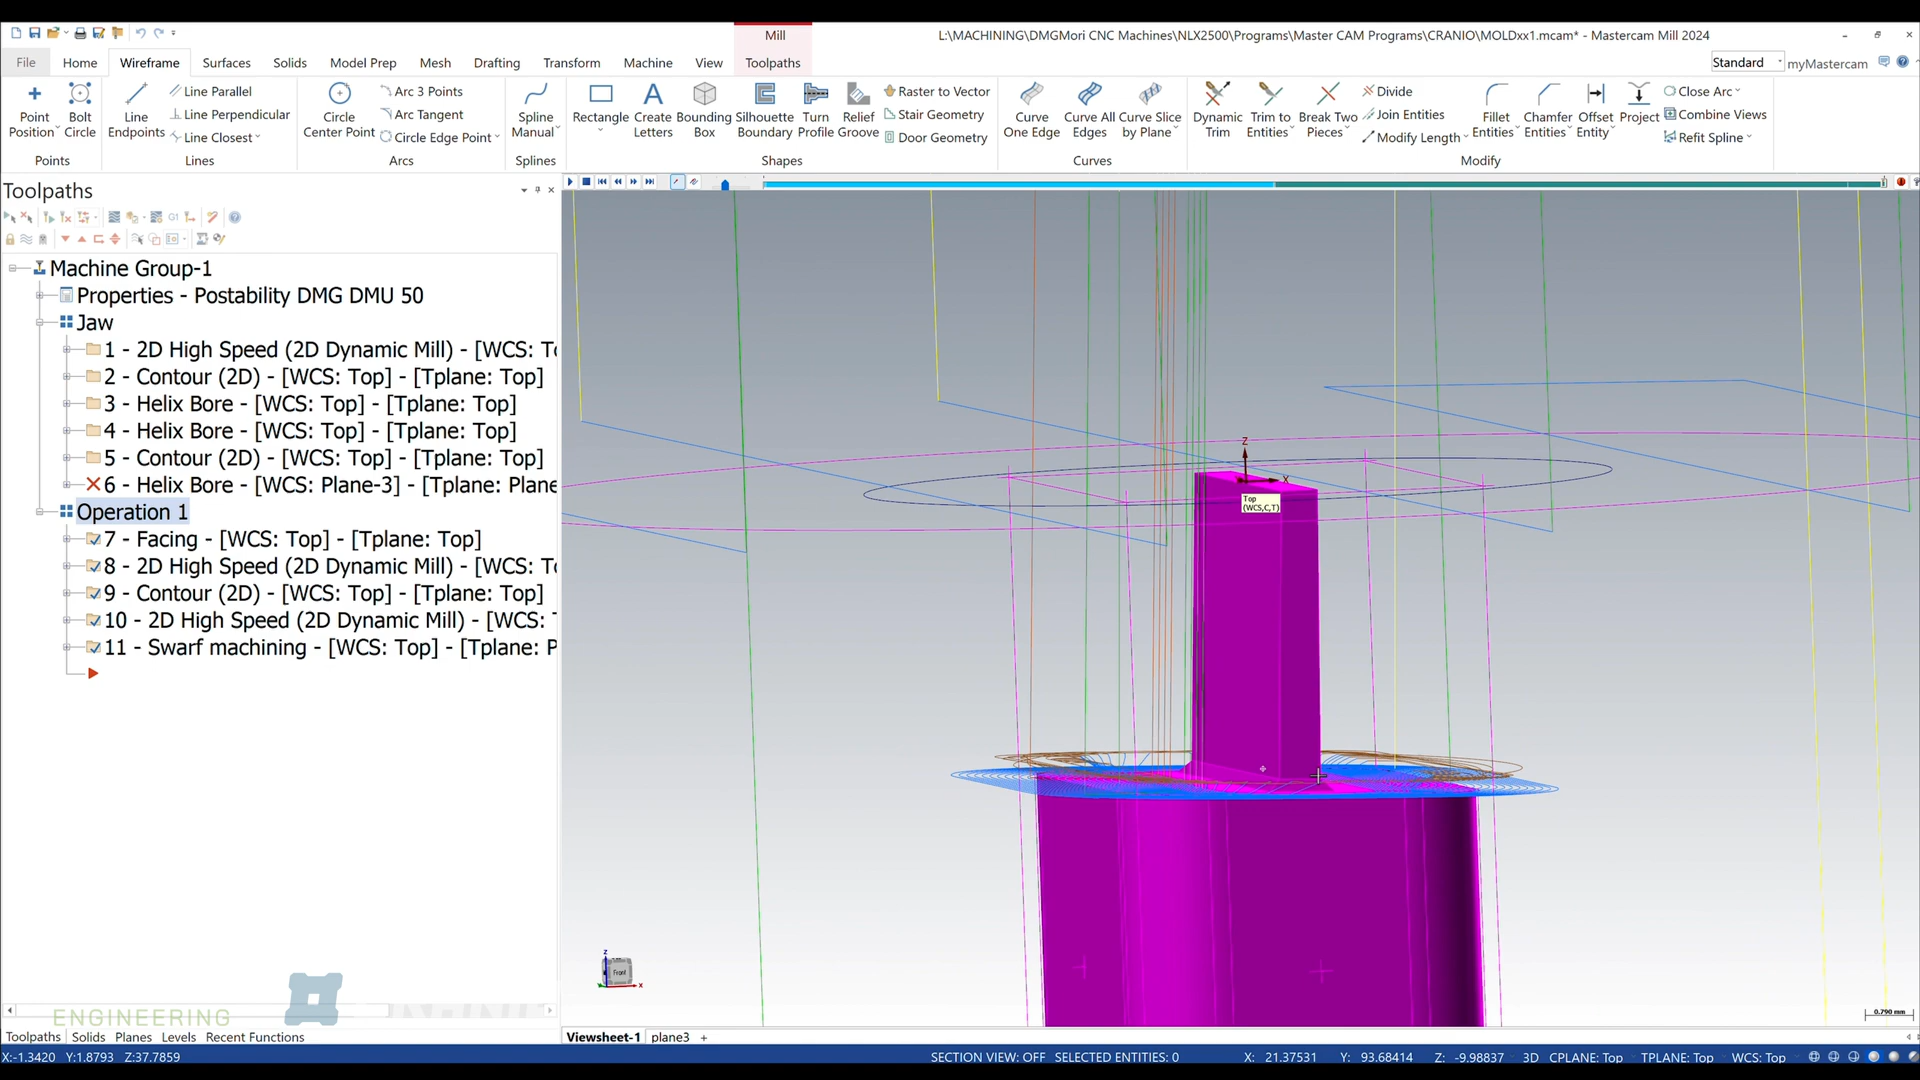 Mill
L:\MACHINING\DMGMori CNC Machines\NLX2500\Programs\Master CAM Programs\CRANIO\MOLDxx1.mcam* - Mastercam Mill 2024
File Home Wireframe Surfaces Solids Model Prep Mesh Drafting Transform Machine View Toolpaths Standard myMastercam
Point Position
Bolt Circle
Points
Line Endpoints
Line Parallel
Line Perpendicular
Line Closest
Lines
Circle Center Point
Arc 3 Points
Arc Tangent
Circle Edge Point
Arcs
Spline Manual
Splines
Rectangle
Create Letters
Bounding Box
Silhouette Boundary
Turn Profile
Relief Groove
Raster to Vector
Stair Geometry
Door Geometry
Shapes
Curve One Edge
Curve All Edges
Curve Slice by Plane
Curves
Dynamic Trim
Trim to Entities
Break Two Pieces
Divide
Join Entities
Modify Length
Fillet Entities
Chamfer Entities
Offset Entity
Project
Close Arc
Combine Views
Refit Spline
Modify
Toolpaths
G1
Machine Group-1
Properties - Postability DMG DMU 50
Jaw
1 - 2D High Speed (2D Dynamic Mill) - [WCS: To
2 - Contour (2D) - [WCS: Top] - [Tplane: Top]
3 - Helix Bore - [WCS: Top] - [Tplane: Top]
4 - Helix Bore - [WCS: Top] - [Tplane: Top]
5 - Contour (2D) - [WCS: Top] - [Tplane: Top]
6 - Helix Bore - [WCS: Plane-3] - [Tplane: Plane
Operation 1
7 - Facing - [WCS: Top] - [Tplane: Top]
8 - 2D High Speed (2D Dynamic Mill) - [WCS: To
9 - Contour (2D) - [WCS: Top] - [Tplane: Top]
10 - 2D High Speed (2D Dynamic Mill) - [WCS: T
11 - Swarf machining - [WCS: Top] - [Tplane: P
Z
X
Top
(WCS,C,T)
Z
Front
X
ENGINEERING
0.790 mm
Toolpaths Solids Planes Levels Recent Functions
Viewsheet-1 plane3 +
X:-1.3420 Y:1.8793 Z:37.7859 SECTION VIEW: OFF SELECTED ENTITIES: 0 X: 21.37531 Y: 93.68414 Z: -9.98837 3D CPLANE: Top TPLANE: Top WCS: Top